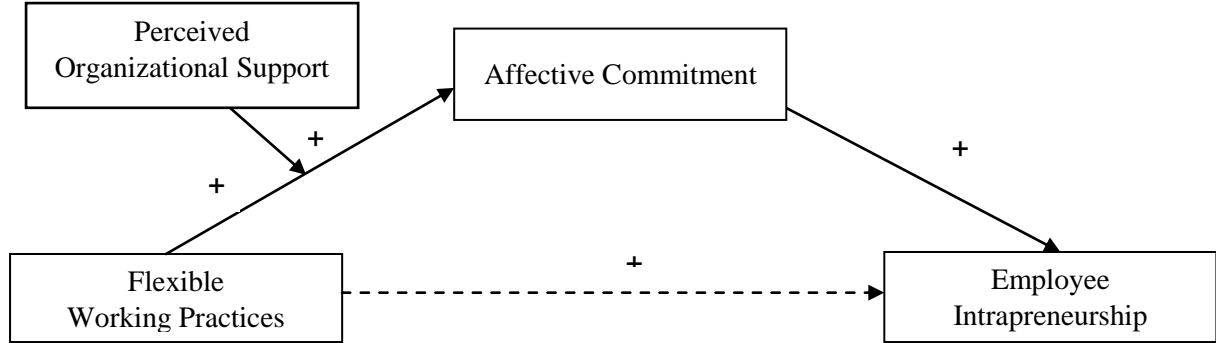 Perceived
Organizational Support
Affective Commitment
+
+
+
+
Flexible
Working Practices
Employee
Intrapreneurship